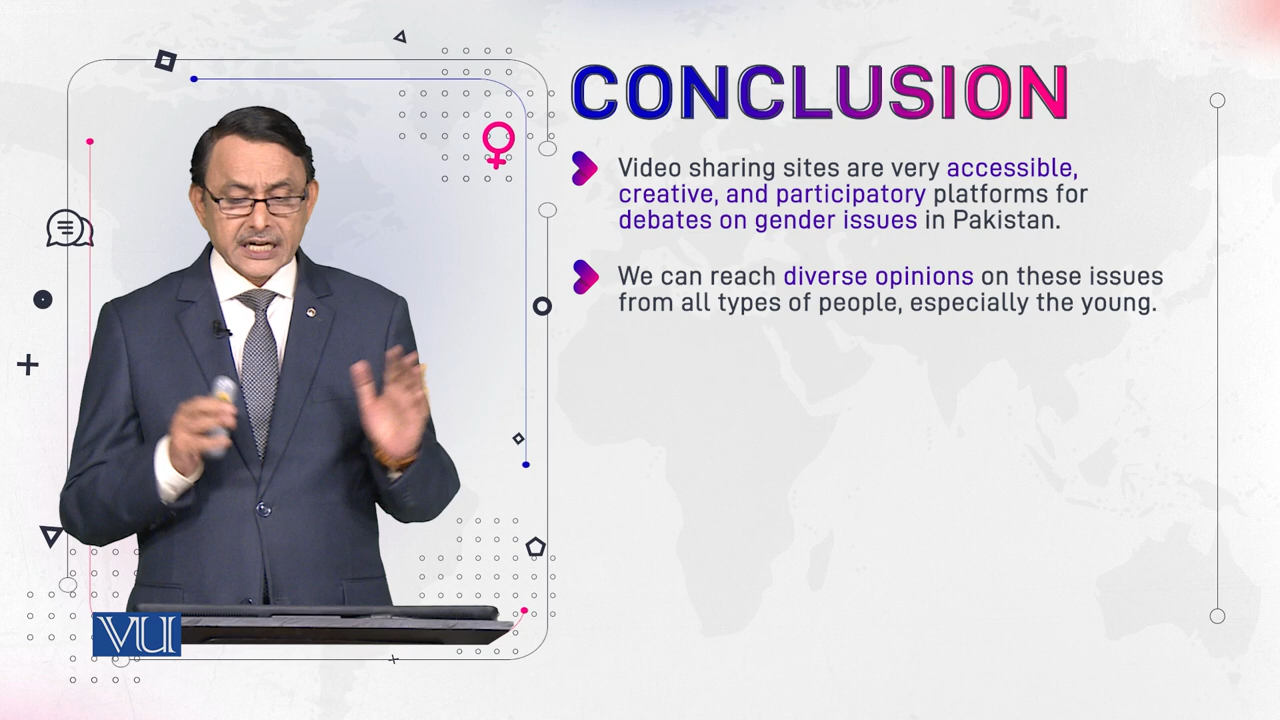 CONCLUSION
Video sharing sites are very accessible,
creative, and participatory platforms for
debates on gender issues in Pakistan.
We can reach diverse opinions on these issues
from all types of people, especially the young.
VU